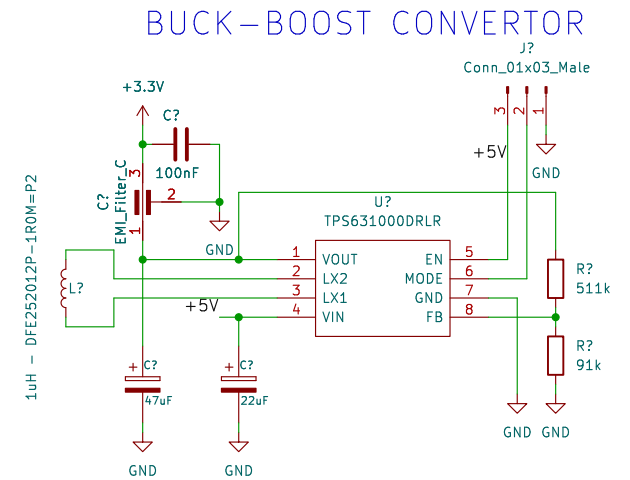 BUCK-BOOST CONVERTOR
J?
Conn_01x03_Male
+3.3V
C?
3
2
1
100nF
+5V
GND
3
2
1
C?
EMI_Filter_C
GND
U?
TPS631000DRLR
1
VOUT
EN
5
2
LX2
MODE
6
3
LX1
GND
7
4
VIN
FB
8
+5V
L?
1uH - DFE252012P-1R0M=P2
R?
511k
R?
91k
+
C?
47uF
+
C?
22uF
GND
GND
GND
GND